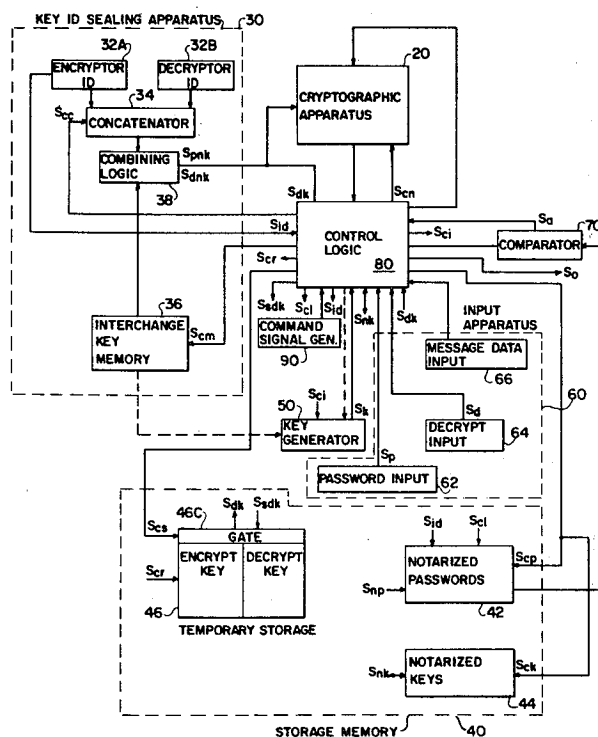 KEY ID SEALING APPARATUS 30
32A 32B
ENCRYPTOR ID
DECRYPTOR ID
34
Scc
CONCATENATOR
COMBINING LOGIC
38
Spnk
Sdnk
20
CRYPTOGRAPHIC APPARATUS
Sdk
Scn
Sid
CONTROL LOGIC
80
Sci
Sa
70
COMPARATOR
So
Scr
Scm
Ssdk
Scl
Sid
Snk
Sdk
36
INTERCHANGE KEY MEMORY
COMMAND SIGNAL GEN.
90
INPUT APPARATUS
MESSAGE DATA INPUT
66
60
Sci
50
Sk
KEY GENERATOR
Sd
DECRYPT INPUT
64
Sp
PASSWORD INPUT
62
46C
Sdk
Ssdk
Scs
GATE
ENCRYPT KEY
DECRYPT KEY
Scr
46
TEMPORARY STORAGE
Sid
Scl
Scp
NOTARIZED PASSWORDS
Snp
42
NOTARIZED KEYS
Snk
Sck
44
STORAGE MEMORY
40